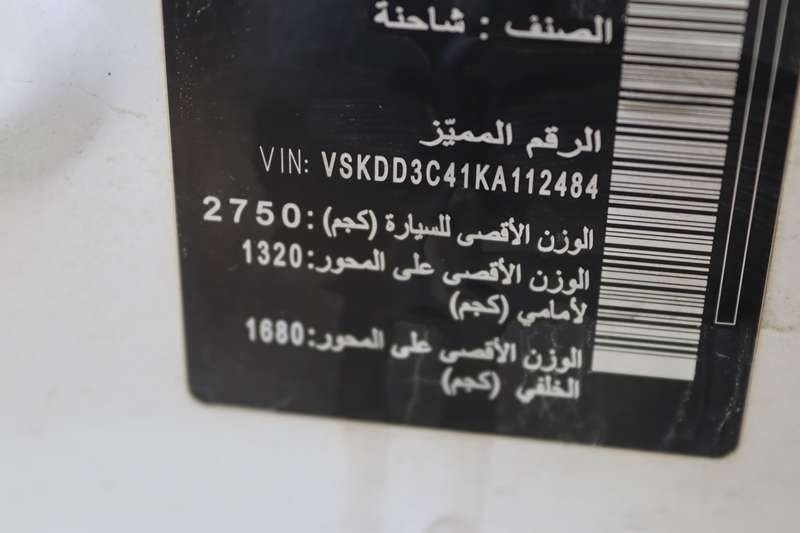 الصنف : شاحنة
الرقم المميّز
VIN: VSKDD3C41KA112484
الوزن الأقصى للسيارة (كجم): 2750
الوزن الأقصى على المحور: 1320
لأمامي (كجم)
الوزن الأقصى على المحور: 1680
الخلفي (كجم)